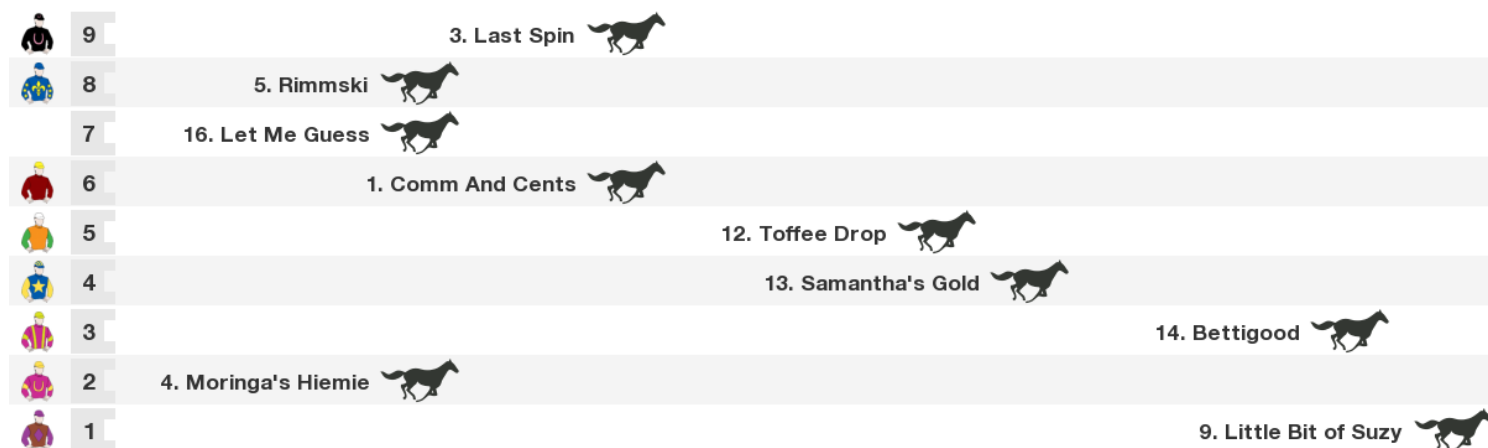 9 3. Last Spin
8 5. Rimmski
7 16. Let Me Guess
6 1. Comm And Cents
5 12. Toffee Drop
4 13. Samantha's Gold
3 14. Bettigood
2 4. Moringa's Hiemie
1 9. Little Bit of Suzy